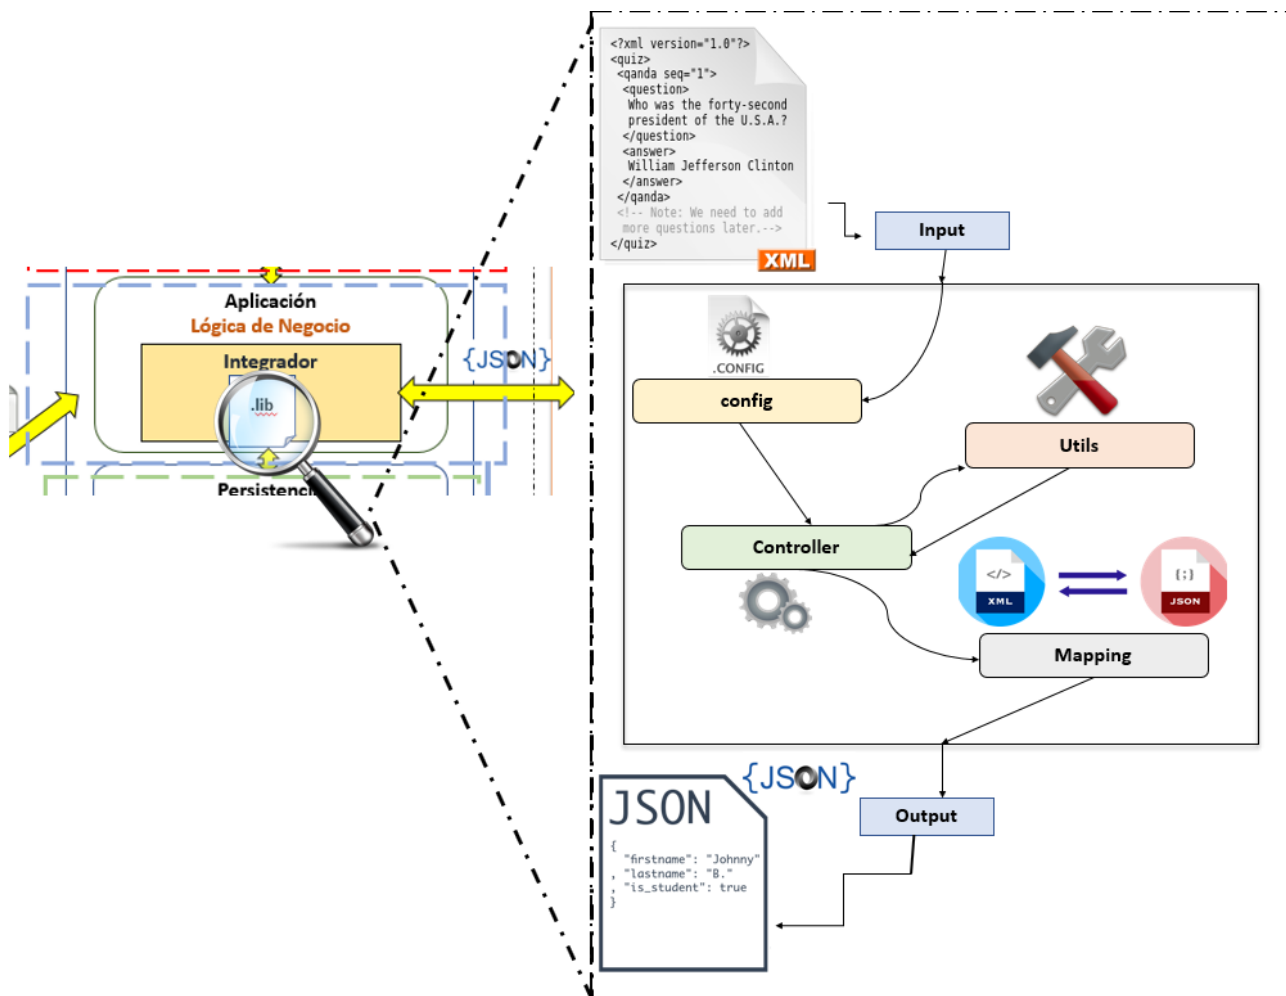 Aplicación
Lógica de Negocio
Integrador
.lib
{JSON}
Persistenci
<?xml version="1.0"?>
<quiz>
<qanda seq="1">
<question>
Who was the forty-second
president of the U.S.A.?
</question>
<answer>
William Jefferson Clinton
</answer>
</qanda>
<!-- Note: We need to add
more questions later.-->
</quiz>
XML
Input
.CONFIG
config
Utils
Controller
</>
XML
{;}
JSON
Mapping
{JSON}
Output
JSON
{
"firstname": "Johnny"
, "lastname": "B."
, "is_student": true
}